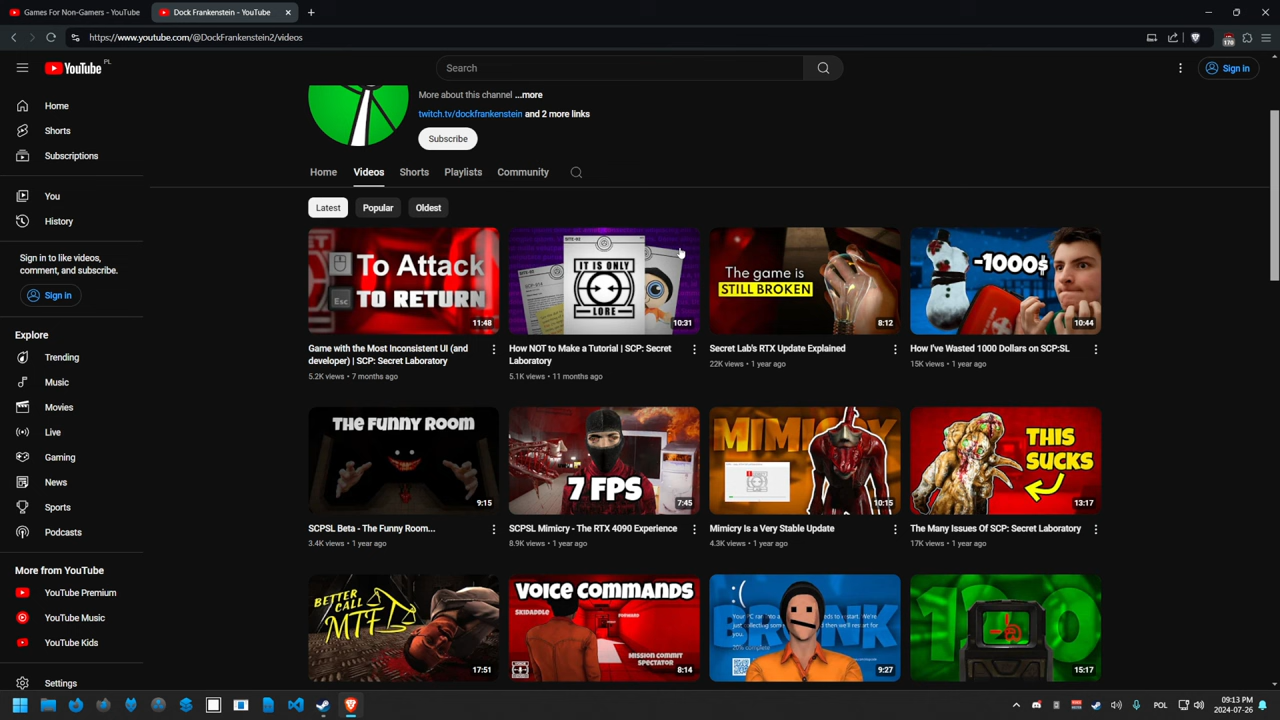 Games For Non-Gamers - YouTube
Dock Frankenstein - YouTube
https://www.youtube.com/@DockFrankenstein2/videos
170
YouTube PL
Search
Sign in
Home
Shorts
Subscriptions
You
History
Sign in to like videos,
comment, and subscribe.
Sign in
Explore
Trending
Music
Movies
Live
Gaming
News
Sports
Podcasts
More from YouTube
YouTube Premium
YouTube Music
YouTube Kids
Settings
More about this channel ...more
twitch.tv/dockfrankenstein and 2 more links
Subscribe
Home
Videos
Shorts
Playlists
Community
Latest
Popular
Oldest
To Attack
Esc
TO RETURN
11:48
Game with the Most Inconsistent UI (and
developer) | SCP: Secret Laboratory
5.2K views • 7 months ago
SITE-02
IT IS ONLY
LORE
10:31
How NOT to Make a Tutorial | SCP: Secret
Laboratory
5.1K views • 11 months ago
The game is
STILL BROKEN
8:12
Secret Lab's RTX Update Explained
22K views • 1 year ago
-1000$
10:44
How I've Wasted 1000 Dollars on SCP:SL
15K views • 1 year ago
THE FUNNY ROOM
9:15
SCPSL Beta - The Funny Room...
3.4K views • 1 year ago
7 FPS
7:45
SCPSL Mimicry - The RTX 4090 Experience
8.9K views • 1 year ago
MIMICRY
10:15
Mimicry Is a Very Stable Update
4.3K views • 1 year ago
THIS
SUCKS
13:17
The Many Issues Of SCP: Secret Laboratory
17K views • 1 year ago
BETTER
CALL
MTF
17:51
VOICE COMMANDS
SKIDADDLE
MISSION COMMIT
SPECTATOR
8:14
:(
9:27
15:17
POL
09:13 PM
2024-07-26